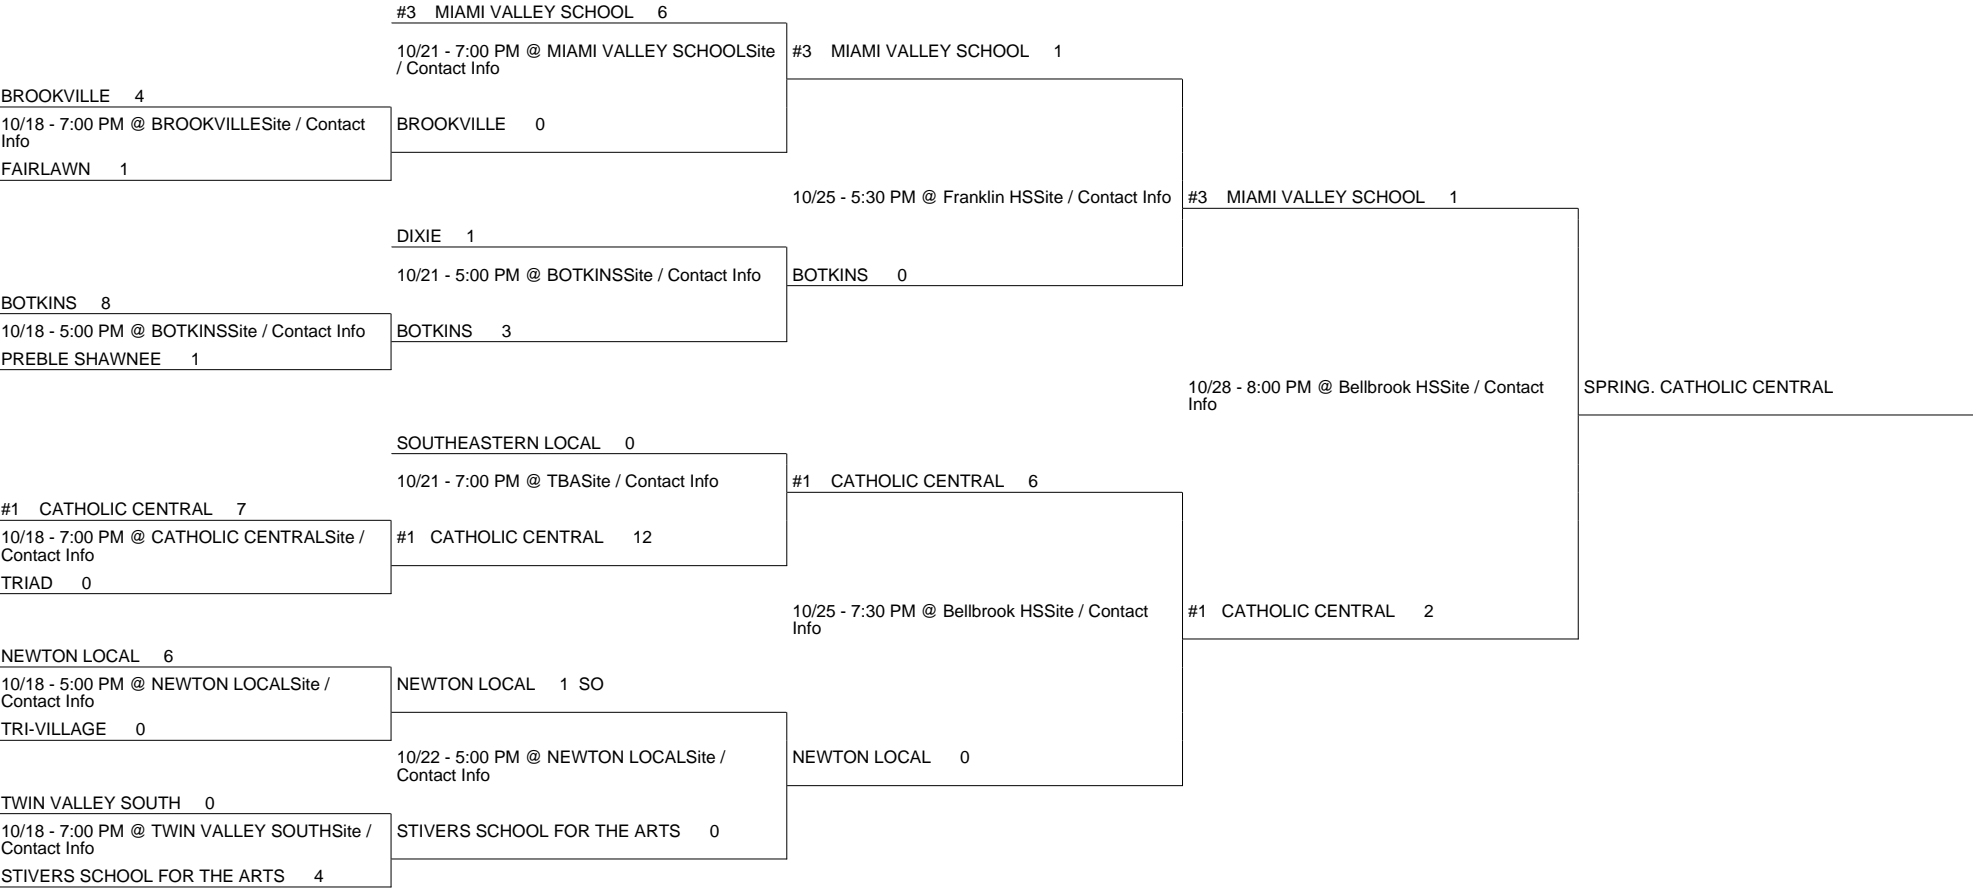 #3 MIAMI VALLEY SCHOOL 6
10/21 - 7:00 PM @ MIAMI VALLEY SCHOOLSite
/ Contact Info
#3 MIAMI VALLEY SCHOOL 1
BROOKVILLE 4
10/18 - 7:00 PM @ BROOKVILLESite / Contact
Info
FAIRLAWN 1
BROOKVILLE 0
10/25 - 5:30 PM @ Franklin HSSite / Contact Info
#3 MIAMI VALLEY SCHOOL 1
DIXIE 1
10/21 - 5:00 PM @ BOTKINSSite / Contact Info
BOTKINS 0
BOTKINS 8
10/18 - 5:00 PM @ BOTKINSSite / Contact Info
PREBLE SHAWNEE 1
BOTKINS 3
10/28 - 8:00 PM @ Bellbrook HSSite / Contact
Info
SPRING. CATHOLIC CENTRAL
SOUTHEASTERN LOCAL 0
10/21 - 7:00 PM @ TBASite / Contact Info
#1 CATHOLIC CENTRAL 6
#1 CATHOLIC CENTRAL 7
10/18 - 7:00 PM @ CATHOLIC CENTRALSite /
Contact Info
TRIAD 0
#1 CATHOLIC CENTRAL 12
10/25 - 7:30 PM @ Bellbrook HSSite / Contact
Info
#1 CATHOLIC CENTRAL 2
NEWTON LOCAL 6
10/18 - 5:00 PM @ NEWTON LOCALSite /
Contact Info
TRI-VILLAGE 0
NEWTON LOCAL 1 SO
10/22 - 5:00 PM @ NEWTON LOCALSite /
Contact Info
NEWTON LOCAL 0
TWIN VALLEY SOUTH 0
10/18 - 7:00 PM @ TWIN VALLEY SOUTHSite /
Contact Info
STIVERS SCHOOL FOR THE ARTS 4
STIVERS SCHOOL FOR THE ARTS 0